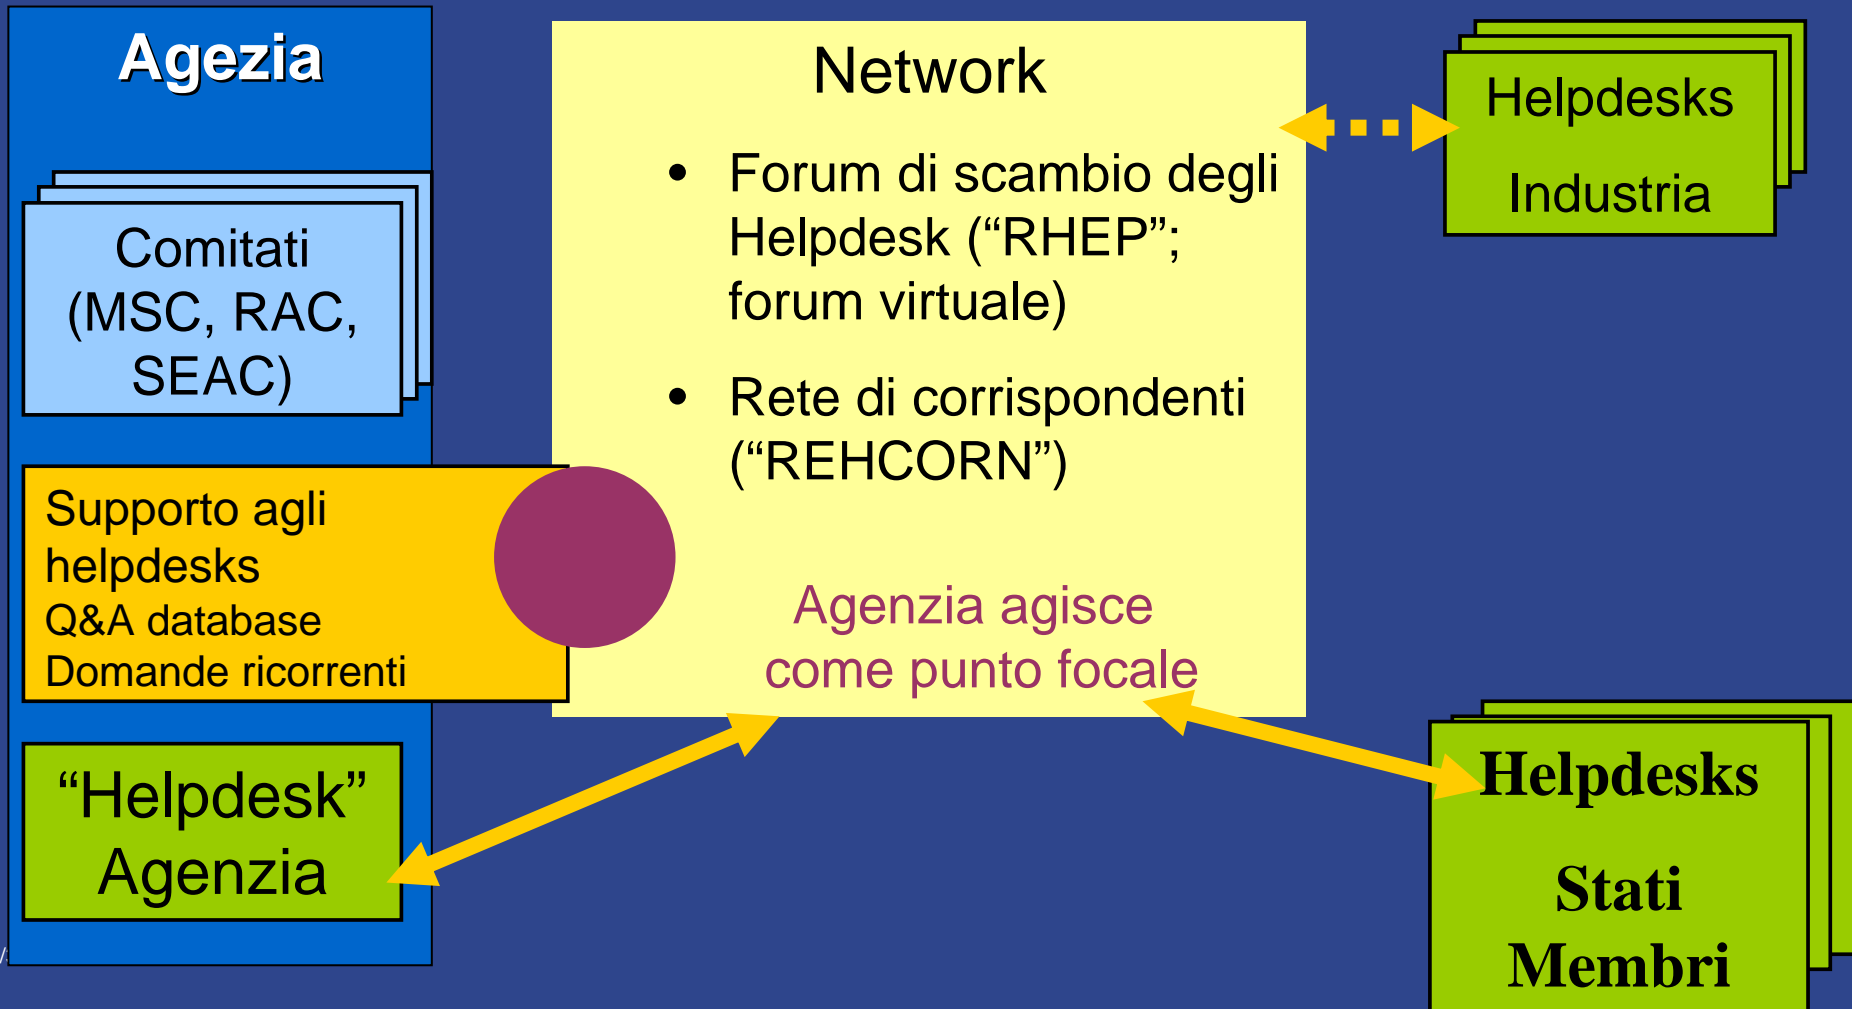 Agezia
Comitati
(MSC, RAC,
SEAC)
Supporto agli
helpdesks
Q&A database
Domande ricorrenti
“Helpdesk”
Agenzia
Network
• Forum di scambio degli
Helpdesk (“RHEP”;
forum virtuale)
• Rete di corrispondenti
(“REHCORN”)
Agenzia agisce
come punto focale
Helpdesks
Industria
Helpdesks
Stati
Membri